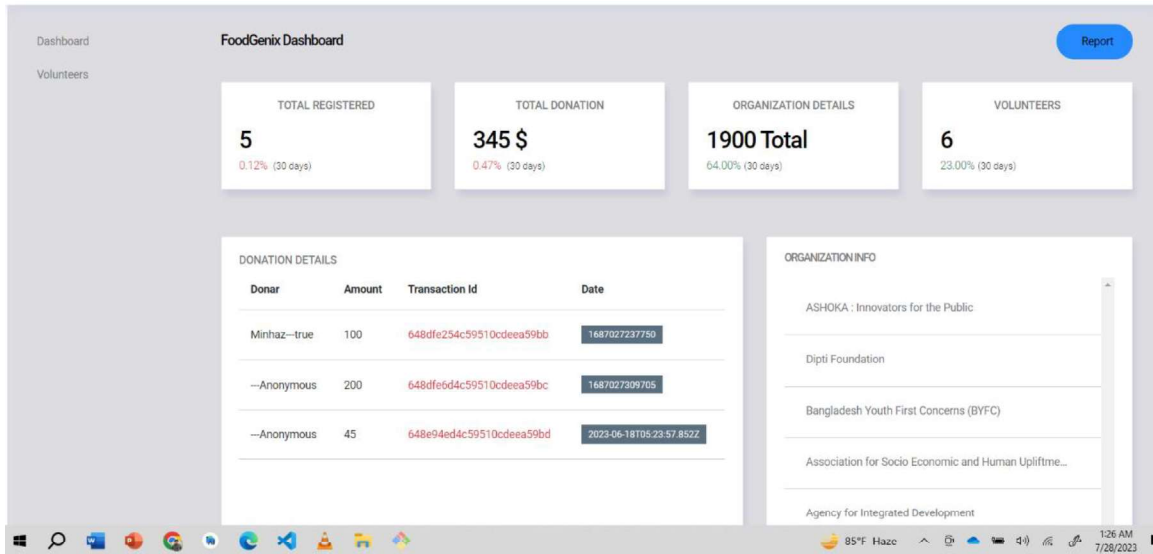 Dashboard
Volunteers
FoodGenix Dashboard
Report
TOTAL REGISTERED
5
0.12% (30 days)
TOTAL DONATION
345 $
0.47% (30 days)
ORGANIZATION DETAILS
1900 Total
64.00% (30 days)
VOLUNTEERS
6
23.00% (30 days)
DONATION DETAILS
Donar Amount Transaction Id Date
Minhaz---true 100 648dfe254c59510cdeea59bb 1687027237750
---Anonymous 200 648dfe6d4c59510cdeea59bc 1687027309705
---Anonymous 45 648e94ed4c59510cdeea59bd 2023-06-18T05:23:57.852Z
ORGANIZATION INFO
ASHOKA : Innovators for the Public
Dipti Foundation
Bangladesh Youth First Concerns (BYFC)
Association for Socio Economic and Human Upliftme...
Agency for Integrated Development
85°F Haze
1:26 AM
7/28/2023